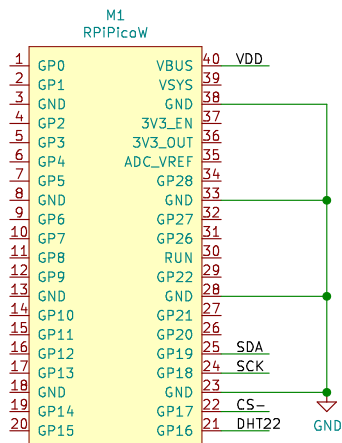 M1
RPiPicoW
1 GP0 VBUS 40 VDD
2 GP1 VSYS 39
3 GND GND 38
4 GP2 3V3_EN 37
5 GP3 3V3_OUT 36
6 GP4 ADC_VREF 35
7 GP5 GP28 34
8 GND GND 33
9 GP6 GP27 32
10 GP7 GP26 31
11 GP8 RUN 30
12 GP9 GP22 29
13 GND GND 28
14 GP10 GP21 27
15 GP11 GP20 26
16 GP12 GP19 25 SDA
17 GP13 GP18 24 SCK
18 GND GND 23
19 GP14 GP17 22 CS-
20 GP15 GP16 21 DHT22
GND